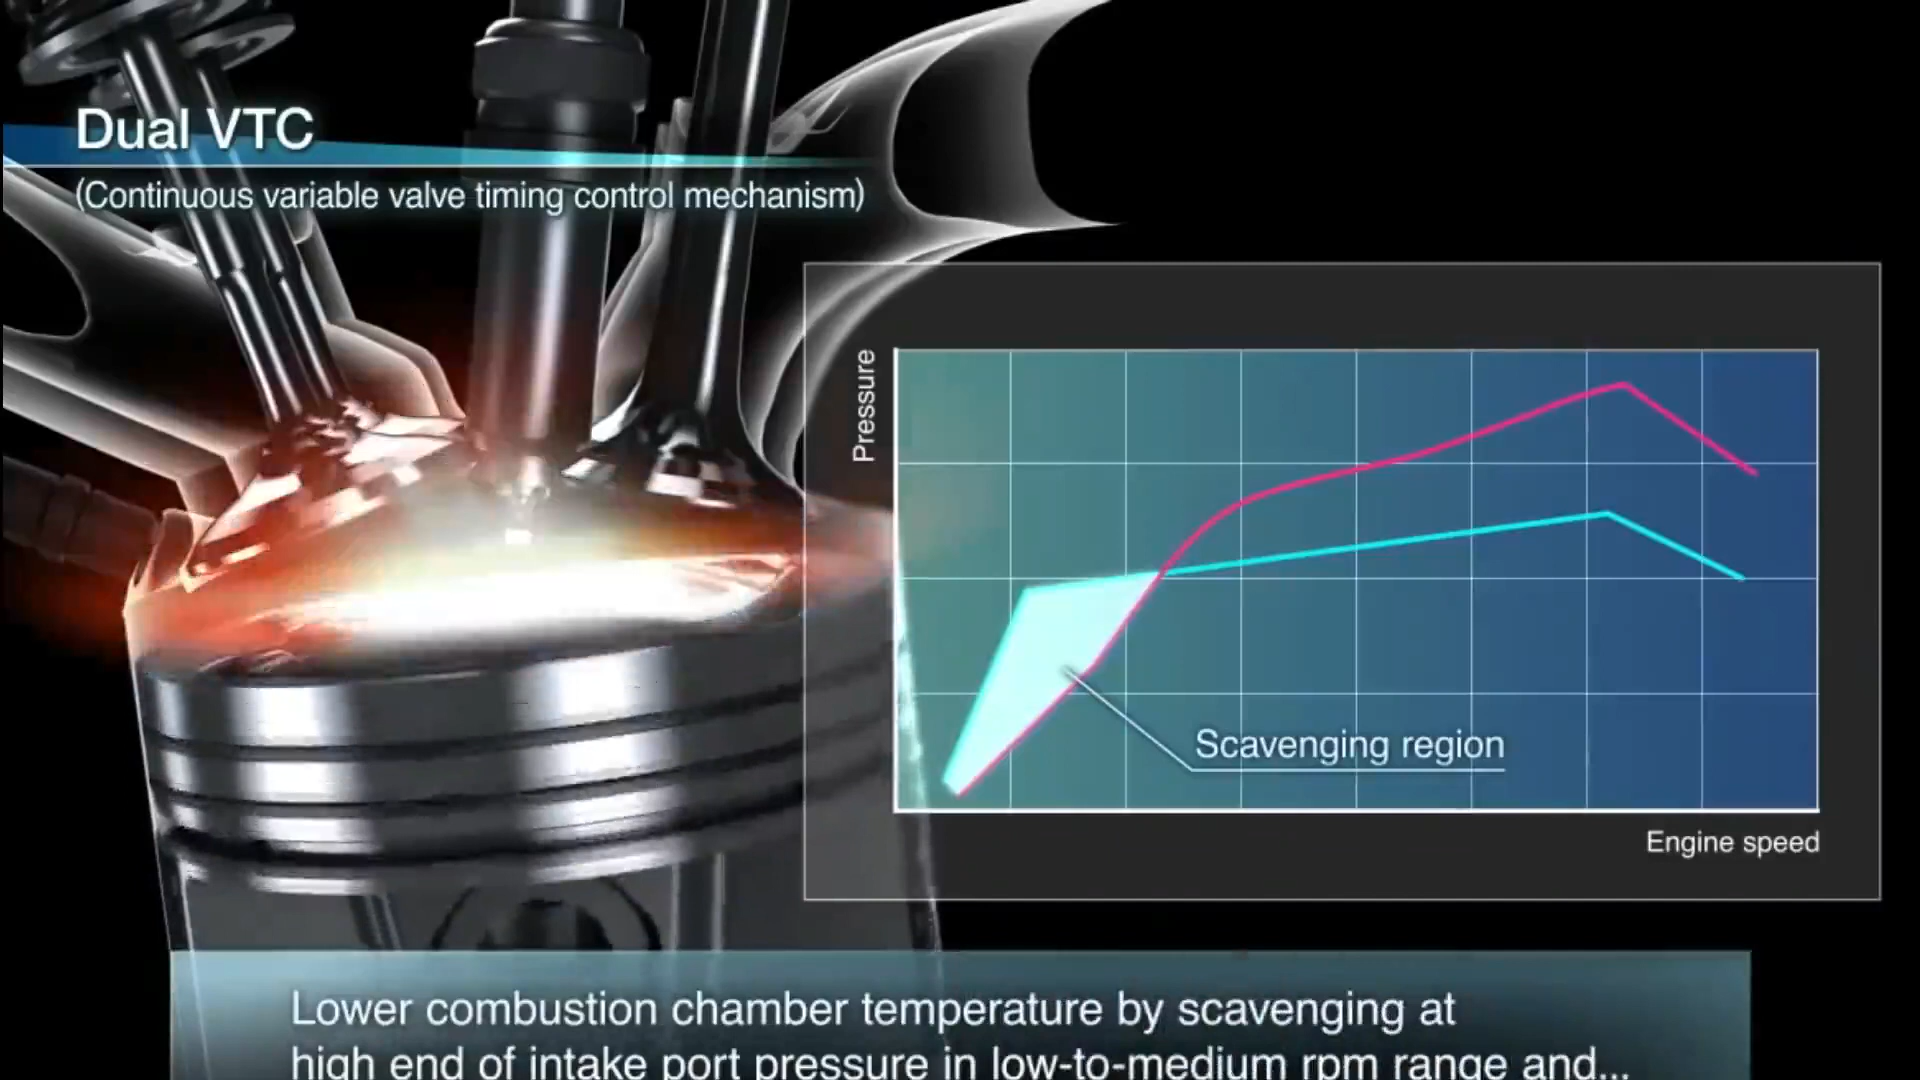 Dual VTC
(Continuous variable valve timing control mechanism)
Pressure
Scavenging region
Engine speed
Lower combustion chamber temperature by scavenging at
high end of intake port pressure in low-to-medium rpm range and...